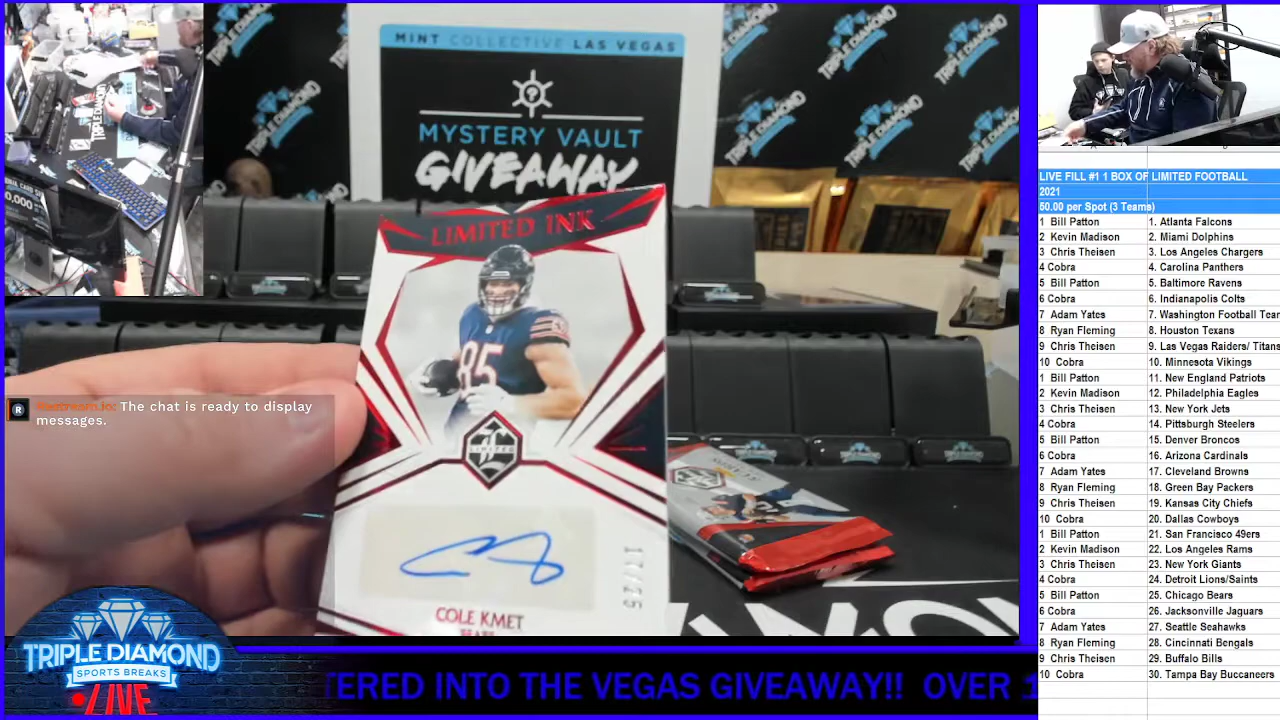 MINT COLLECTIVE LAS VEGAS
MYSTERY VAULT
GIVEAWAY
LIMITED INK
85
LIMITED
COLE KMET
BEARS
Restream.io: The chat is ready to display
messages.
TRIPLE DIAMOND
SPORTS BREAKS
LIVE
TERED INTO THE VEGAS GIVEAWAY!
LIVE FILL #1 1 BOX OF LIMITED FOOTBALL
2021
50.00 per Spot (3 Teams)
1 Bill Patton 1. Atlanta Falcons
2 Kevin Madison 2. Miami Dolphins
3 Chris Theisen 3. Los Angeles Chargers
4 Cobra 4. Carolina Panthers
5 Bill Patton 5. Baltimore Ravens
6 Cobra 6. Indianapolis Colts
7 Adam Yates 7. Washington Football Tean
8 Ryan Fleming 8. Houston Texans
9 Chris Theisen 9. Las Vegas Raiders/ Titans
10 Cobra 10. Minnesota Vikings
1 Bill Patton 11. New England Patriots
2 Kevin Madison 12. Philadelphia Eagles
3 Chris Theisen 13. New York Jets
4 Cobra 14. Pittsburgh Steelers
5 Bill Patton 15. Denver Broncos
6 Cobra 16. Arizona Cardinals
7 Adam Yates 17. Cleveland Browns
8 Ryan Fleming 18. Green Bay Packers
9 Chris Theisen 19. Kansas City Chiefs
10 Cobra 20. Dallas Cowboys
1 Bill Patton 21. San Francisco 49ers
2 Kevin Madison 22. Los Angeles Rams
3 Chris Theisen 23. New York Giants
4 Cobra 24. Detroit Lions/Saints
5 Bill Patton 25. Chicago Bears
6 Cobra 26. Jacksonville Jaguars
7 Adam Yates 27. Seattle Seahawks
8 Ryan Fleming 28. Cincinnati Bengals
9 Chris Theisen 29. Buffalo Bills
10 Cobra 30. Tampa Bay Buccaneers